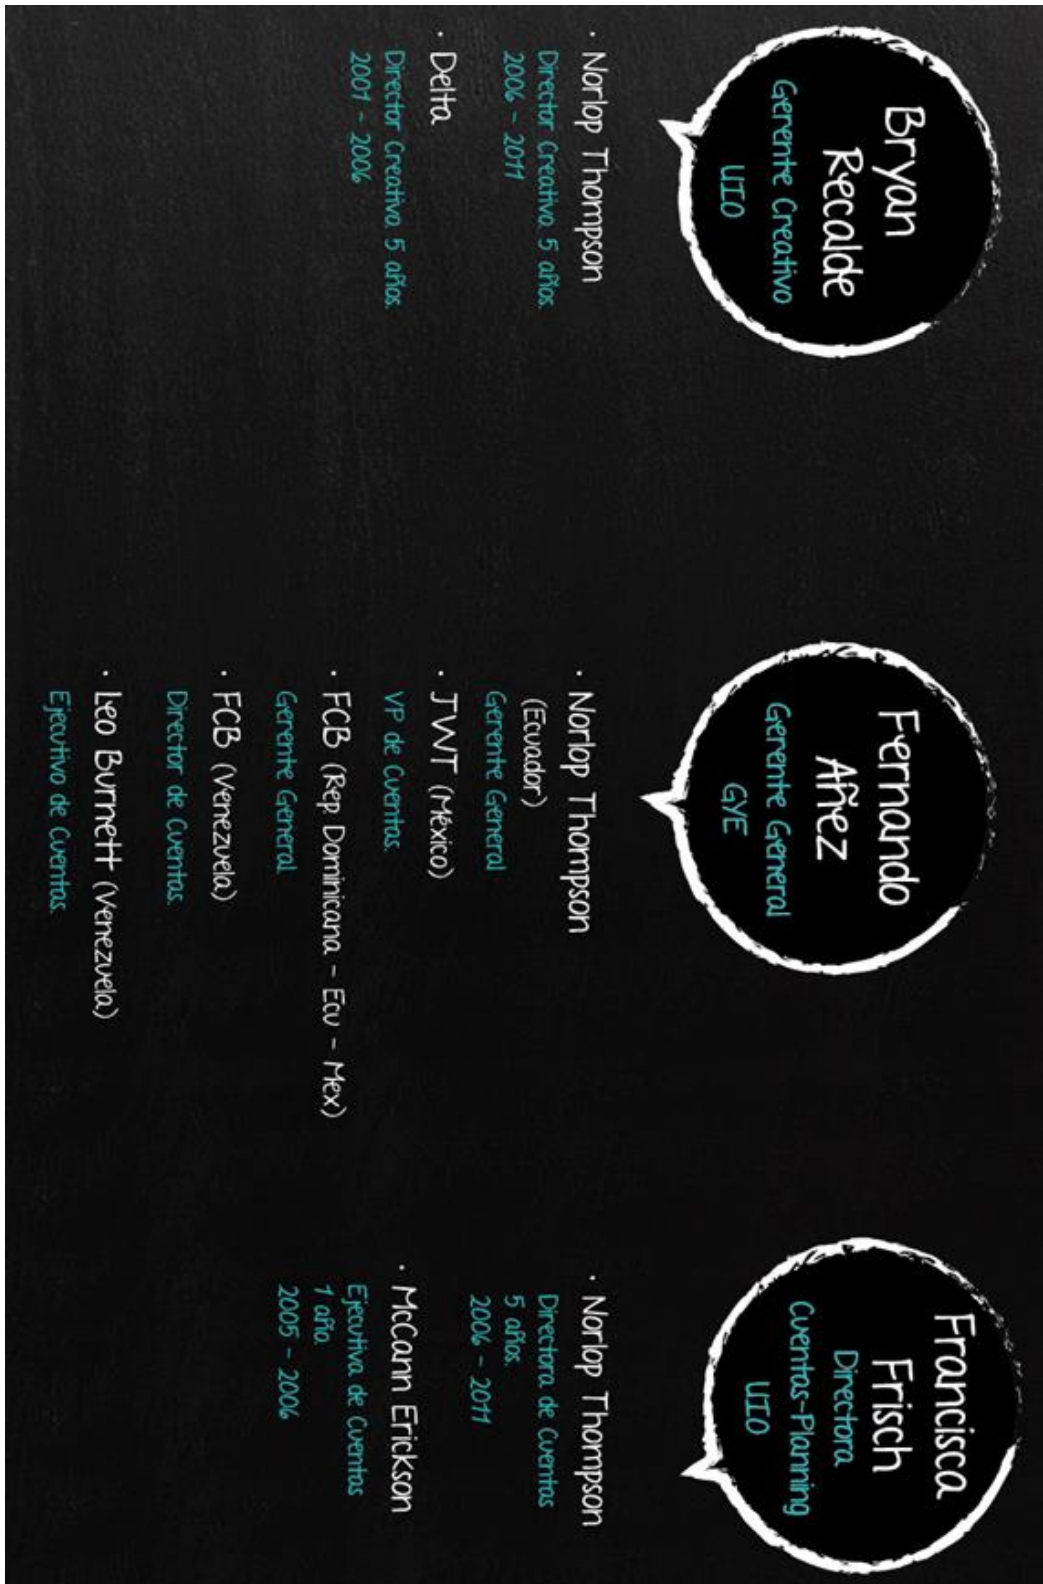 Bryan
Recalde
Gerente Creativo
UIO
· Norlop Thompson
Director Creativo. 5 años.
2006 - 2011
· Delta
Director Creativo. 5 años.
2001 - 2006
Fernando
Añez
Gerente General
GYE
· Norlop Thompson
(Ecuador)
Gerente General
· JWT (México)
VP de Cuentas.
· FCB (Rep. Dominicana - Ecu - Mex)
Gerente General
· FCB (Venezuela)
Director de Cuentas.
· Leo Burnett (Venezuela)
Ejecutivo de Cuentas.
Francisca
Frisch
Directora
Cuentas-Planning
UIO
· Norlop Thompson
Directora de Cuentas
5 años.
2006 - 2011
· McCann Erickson
Ejecutiva de Cuentas
1 año.
2005 - 2006